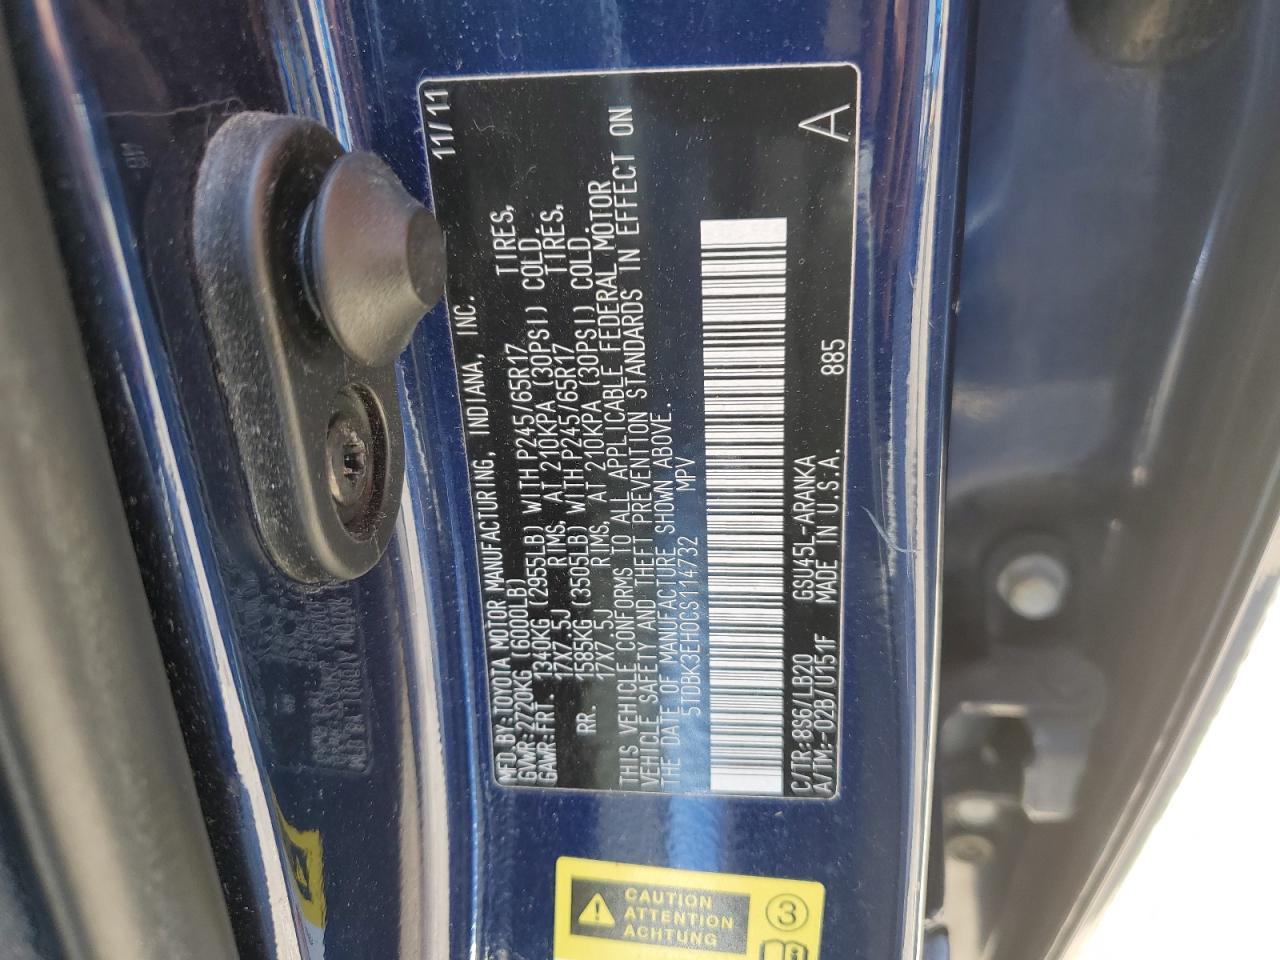 MFD.BY:TOYOTA MOTOR MANUFACTURING, INDIANA, INC. 11/11
GVWR:2720KG (6000LB)
GAWR:FRT. 1340KG (2955LB) WITH P245/65R17 TIRES,
17X7.5J RIMS, AT 210KPA (30PSI) COLD
RR. 1585KG (3505LB) WITH P245/65R17 TIRES,
17X7.5J RIMS, AT 210KPA (30PSI) COLD.
THIS VEHICLE CONFORMS TO ALL APPLICABLE FEDERAL MOTOR
VEHICLE SAFETY AND THEFT PREVENTION STANDARDS IN EFFECT ON
THE DATE OF MANUFACTURE SHOWN ABOVE.
5TDBK3EH0CS114732 MPV
C/TR:8S6/LB20 GSU45L-ARANKA 885
A/TM:-02B/U151F MADE IN U.S.A.
A
CAUTION
ATTENTION
ACHTUNG
3